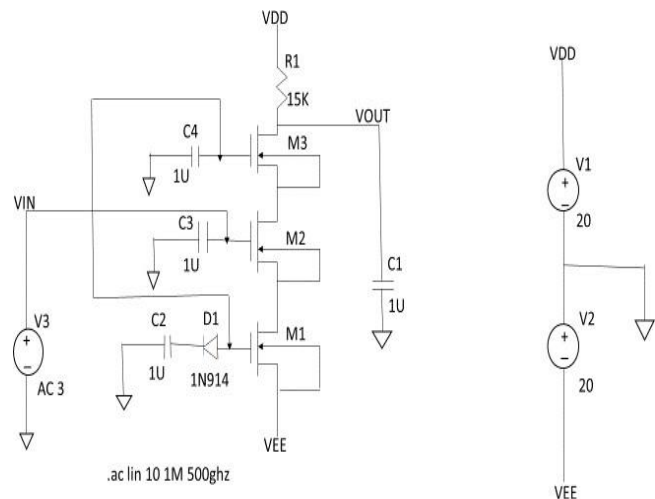 VDD
R1
15K
VOUT
C4
1U
M3
VIN
C3
1U
M2
C1
1U
V3
AC 3
C2
1U
D1
1N914
M1
VEE
.ac lin 10 1M 500ghz
VDD
V1
20
V2
20
VEE